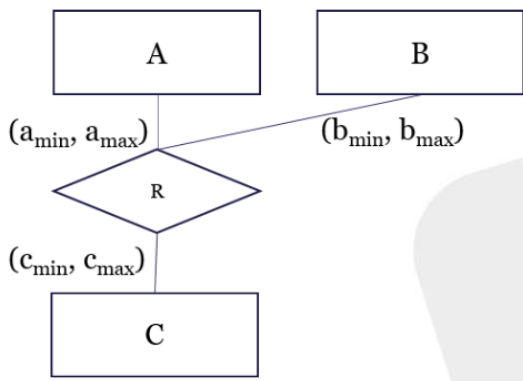 A
B
(aₘᵢₙ, aₘₐₓ)
(bₘᵢₙ, bₘₐₓ)
R
(cₘᵢₙ, cₘₐₓ)
C